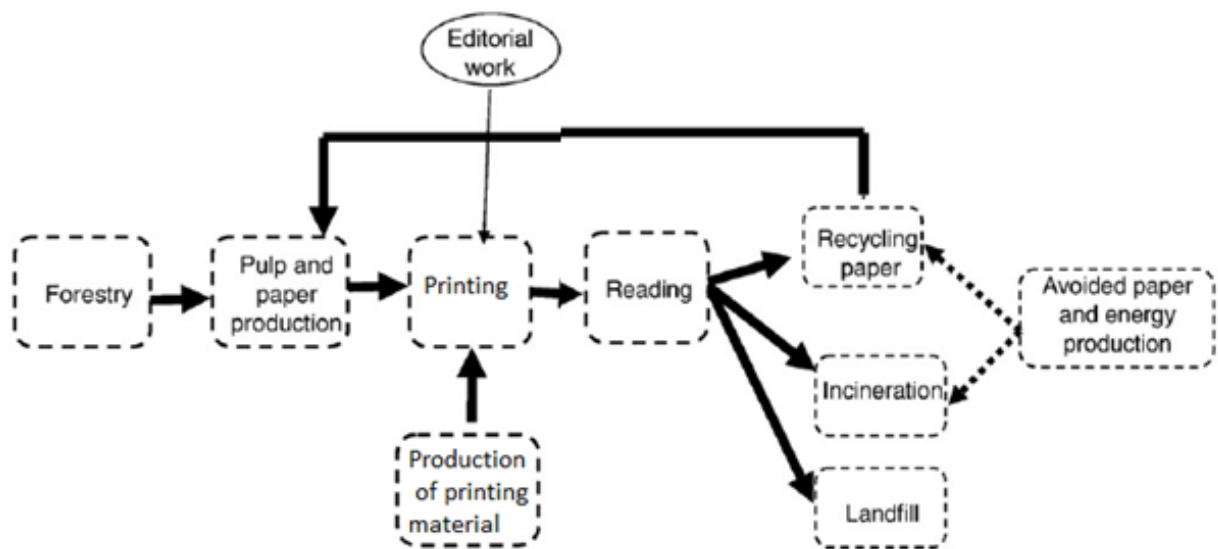 Editorial
work
Forestry
Pulp and
paper
production
Printing
Reading
Recycling
paper
Avoided paper
and energy
production
Incineration
Production
of printing
material
Landfill